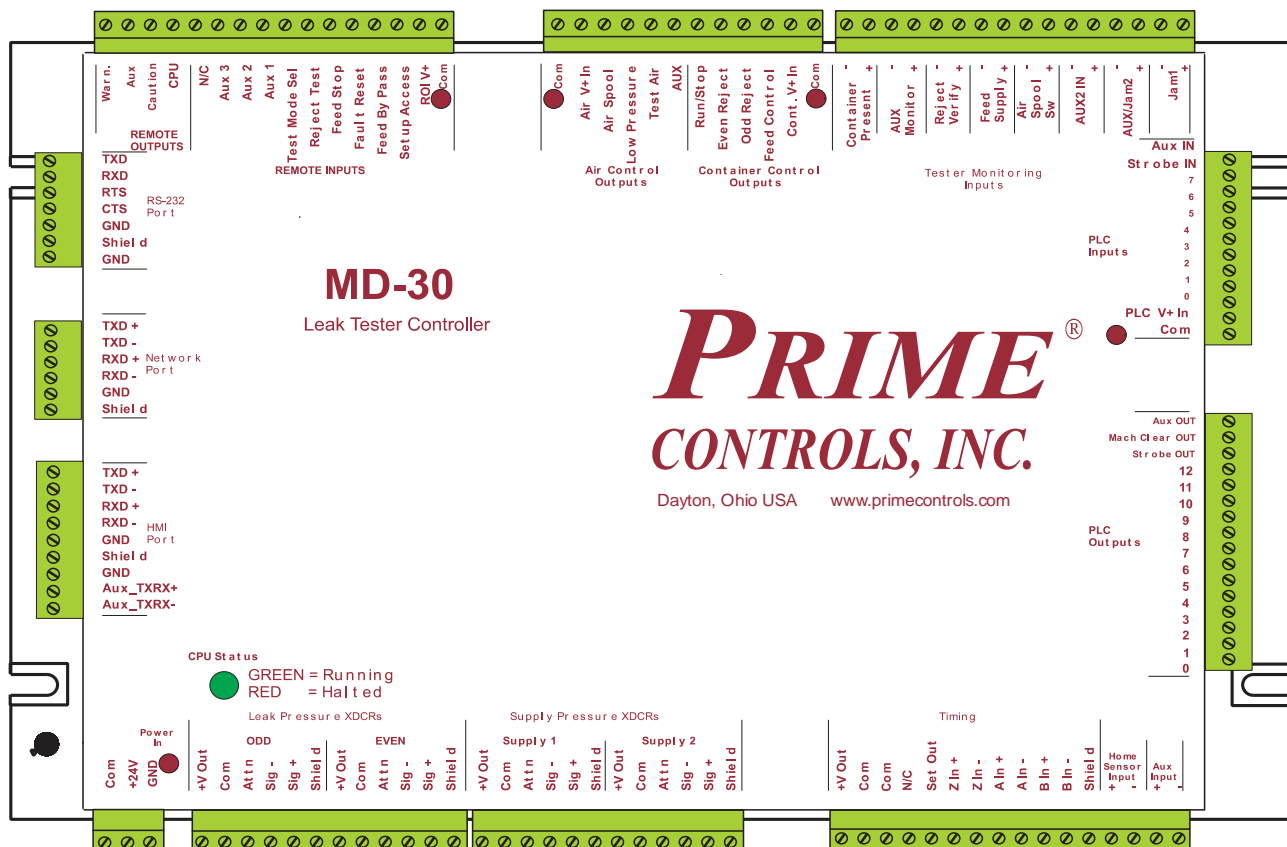 Warn.
Aux
Caution
CPU
REMOTE
OUTPUTS
N/C
Aux 3
Aux 2
Aux 1
Test Mode Sel
Reject Test
Feed Stop
Fault Reset
Feed By Pass
Setup Access
ROI V+
Com
REMOTE INPUTS
Com
Air V+In
Air Spool
Low Pressure
Test Air
AUX
Air Control
Outputs
Run/Stop
Even Reject
Odd Reject
Feed Control
Cont. V+In
Com
Container Control
Outputs
Container
Present
- +
AUX
Monitor
- +
Reject
Verify
- +
Feed
Supply
- +
Air
Spool
Sw
- +
AUX2 IN
- +
AUX/Jam2
- +
Jam1
- +
Tester Monitoring
Inputs
TXD
RXD
RTS
CTS
GND
Shield
GND
RS-232
Port
TXD +
TXD -
RXD +
RXD -
GND
Shield
Network
Port
TXD +
TXD -
RXD +
RXD -
GND
Shield
GND
Aux_TXRX+
Aux_TXRX-
HMI
Port
MD-30
Leak Tester Controller
PRIME ®
CONTROLS, INC.
Dayton, Ohio USA www.primecontrols.com
Aux IN
Strobe IN
7
6
5
4
3
2
1
0
PLC
Inputs
PLC V+ In
Com
Aux OUT
Mach Clear OUT
Strobe OUT
12
11
10
9
8
7
6
5
4
3
2
1
0
PLC
Outputs
CPU Status
GREEN = Running
RED = Halted
Power
In
Com
+24V
GND
Leak Pressure XDCRs
ODD
+V Out
Com
Attn
Sig -
Sig +
Shield
EVEN
+V Out
Com
Attn
Sig -
Sig +
Shield
Supply Pressure XDCRs
Supply 1
+V Out
Com
Attn
Sig -
Sig +
Shield
Supply 2
+V Out
Com
Attn
Sig -
Sig +
Shield
Timing
+V Out
Com
Com
N/C
Set Out
Z In +
Z In -
A In +
A In -
B In +
B In -
Shield
Home
Sensor
Input
+ -
Aux
Input
+ -